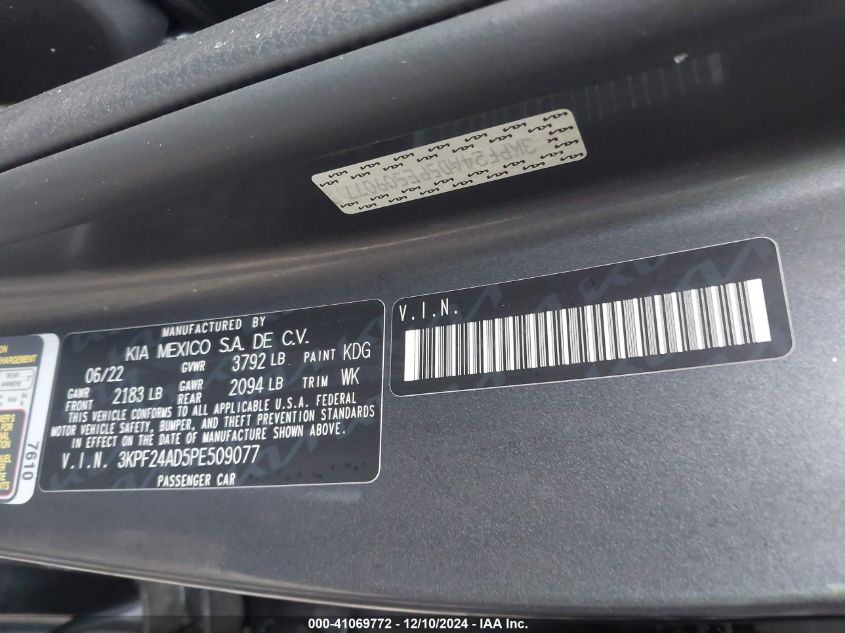 3KPF24AD5PE509077
MANUFACTURED BY
KIA MEXICO S.A. DE C.V.
06/22 GVWR 3792 LB PAINT KDG
GAWR FRONT 2183 LB GAWR REAR 2094 LB TRIM WK
THIS VEHICLE CONFORMS TO ALL APPLICABLE U.S.A. FEDERAL
MOTOR VEHICLE SAFETY, BUMPER, AND THEFT PREVENTION STANDARDS
IN EFFECT ON THE DATE OF MANUFACTURE SHOWN ABOVE.
V.I.N. 3KPF24AD5PE509077
PASSENGER CAR
V.I.N.
7610
000-41069772 - 12/10/2024 - IAA Inc.